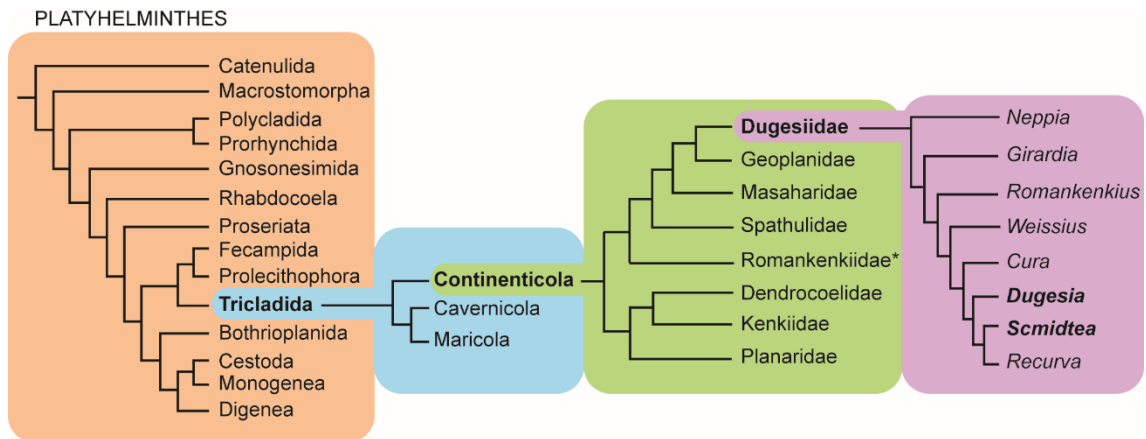 PLATYHELMINTHES
Catenulida
Macrostomorpha
Polycladida
Prorhynchida
Gnosonesimida
Rhabdocoela
Proseriata
Fecampida
Prolecithophora
Tricladida
Bothrioplanida
Cestoda
Monogenea
Digenea
Continenticola
Cavernicola
Maricola
Dugesiidae
Geoplanidae
Masaharidae
Spathulidae
Romankenkiidae*
Dendrocoelidae
Kenkiidae
Planaridae
Neppia
Girardia
Romankenkius
Weissius
Cura
Dugesia
Scmidtea
Recurva